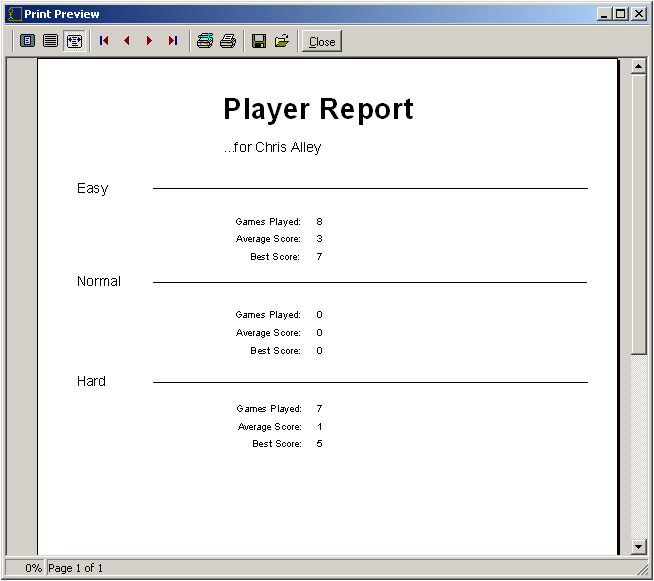 Print Preview
Close
Player Report
...for Chris Alley
Easy
Games Played: 8
Average Score: 3
Best Score: 7
Normal
Games Played: 0
Average Score: 0
Best Score: 0
Hard
Games Played: 7
Average Score: 1
Best Score: 5
0% Page 1 of 1